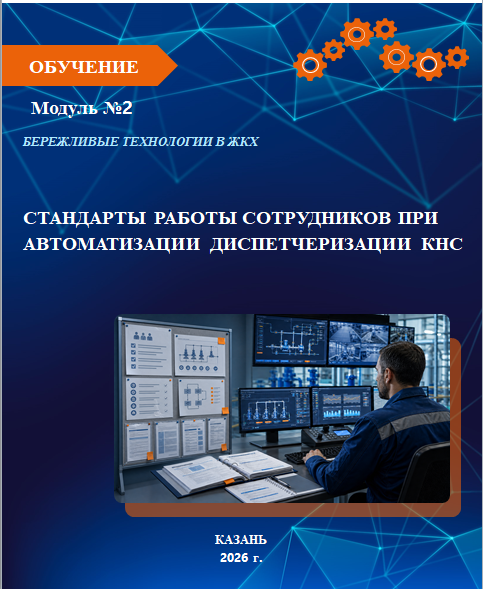 ОБУЧЕНИЕ
Модуль №2
БЕРЕЖЛИВЫЕ ТЕХНОЛОГИИ В ЖКХ
СТАНДАРТЫ РАБОТЫ СОТРУДНИКОВ ПРИ
АВТОМАТИЗАЦИИ ДИСПЕТЧЕРИЗАЦИИ КНС
КАЗАНЬ
2026 г.